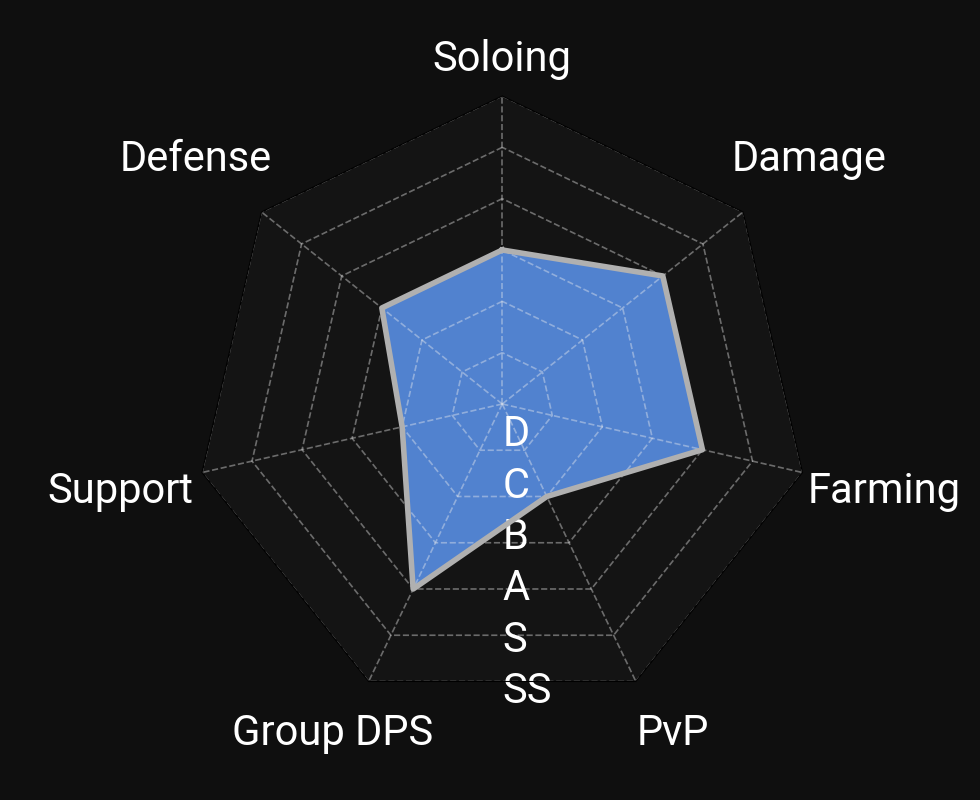 Soloing
Defense
Damage
Support
Farming
D
C
B
A
S
SS
Group DPS
PvP